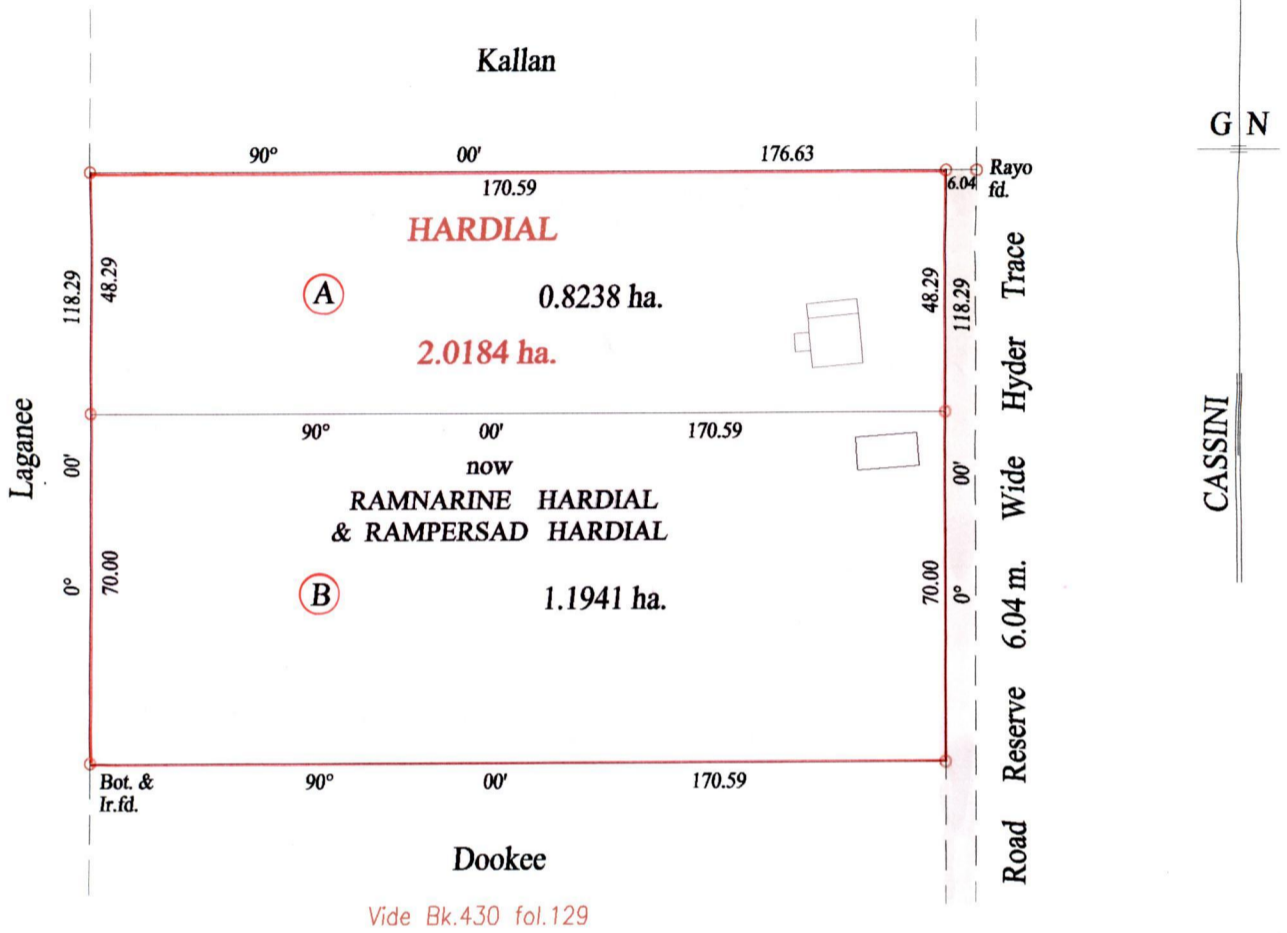 Kallan
G N
90° 00' 176.63
Rayo
fd.
170.59
6.04
HARDIAL
A
0.8238 ha.
2.0184 ha.
118.29
48.29
48.29
118.29
90° 00' 170.59
now
RAMNARINE HARDIAL
& RAMPERSAD HARDIAL
B
1.1941 ha.
Laganee
0° 00'
70.00
70.00
0° 00'
Road Reserve 6.04 m. Wide Hyder Trace
CASSINI
Bot. &
Ir.fd.
90° 00' 170.59
Dookee
Vide Bk.430 fol.129